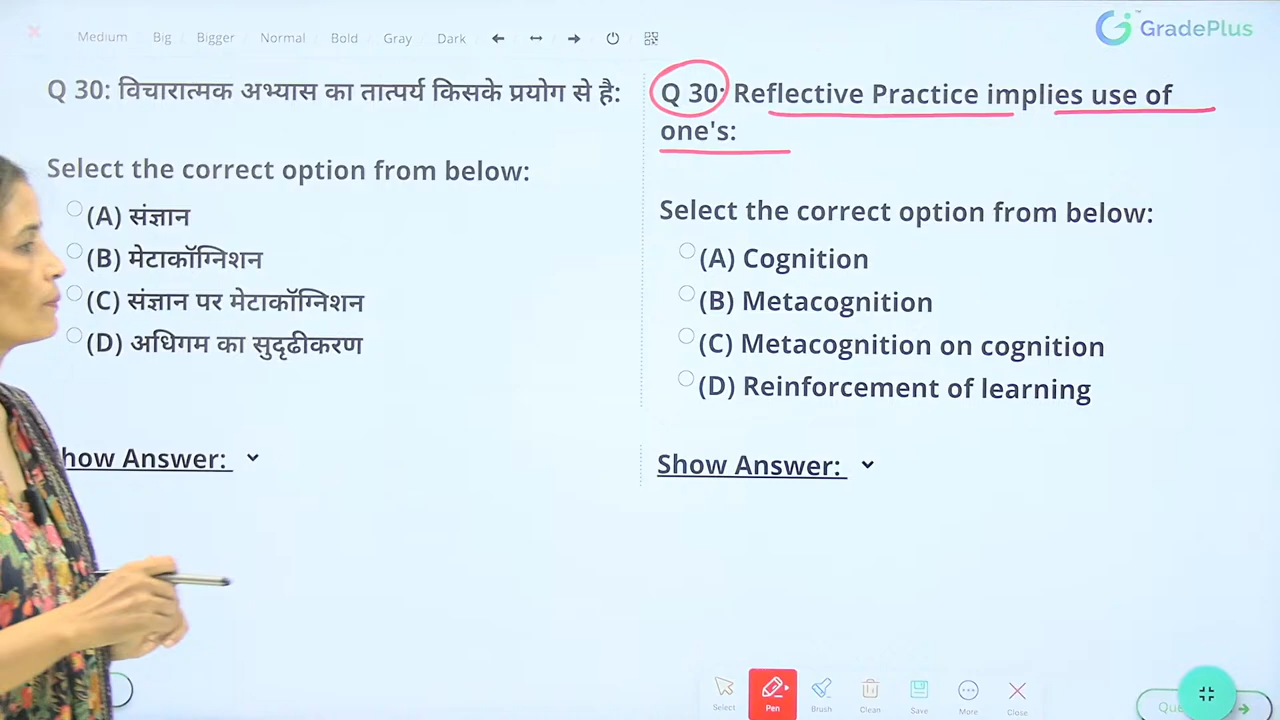 Medium Big Bigger Normal Bold Gray Dark
GradePlus
Q 30: विचारात्मक अभ्यास का तात्पर्य किसके प्रयोग से है:
Select the correct option from below:
(A) संज्ञान
(B) मेटाकॉग्निशन
(C) संज्ञान पर मेटाकॉग्निशन
(D) अधिगम का सुदृढीकरण
how Answer:
Q 30: Reflective Practice implies use of
one's:
Select the correct option from below:
(A) Cognition
(B) Metacognition
(C) Metacognition on cognition
(D) Reinforcement of learning
Show Answer:
Select Pen Brush Clean Save More Close